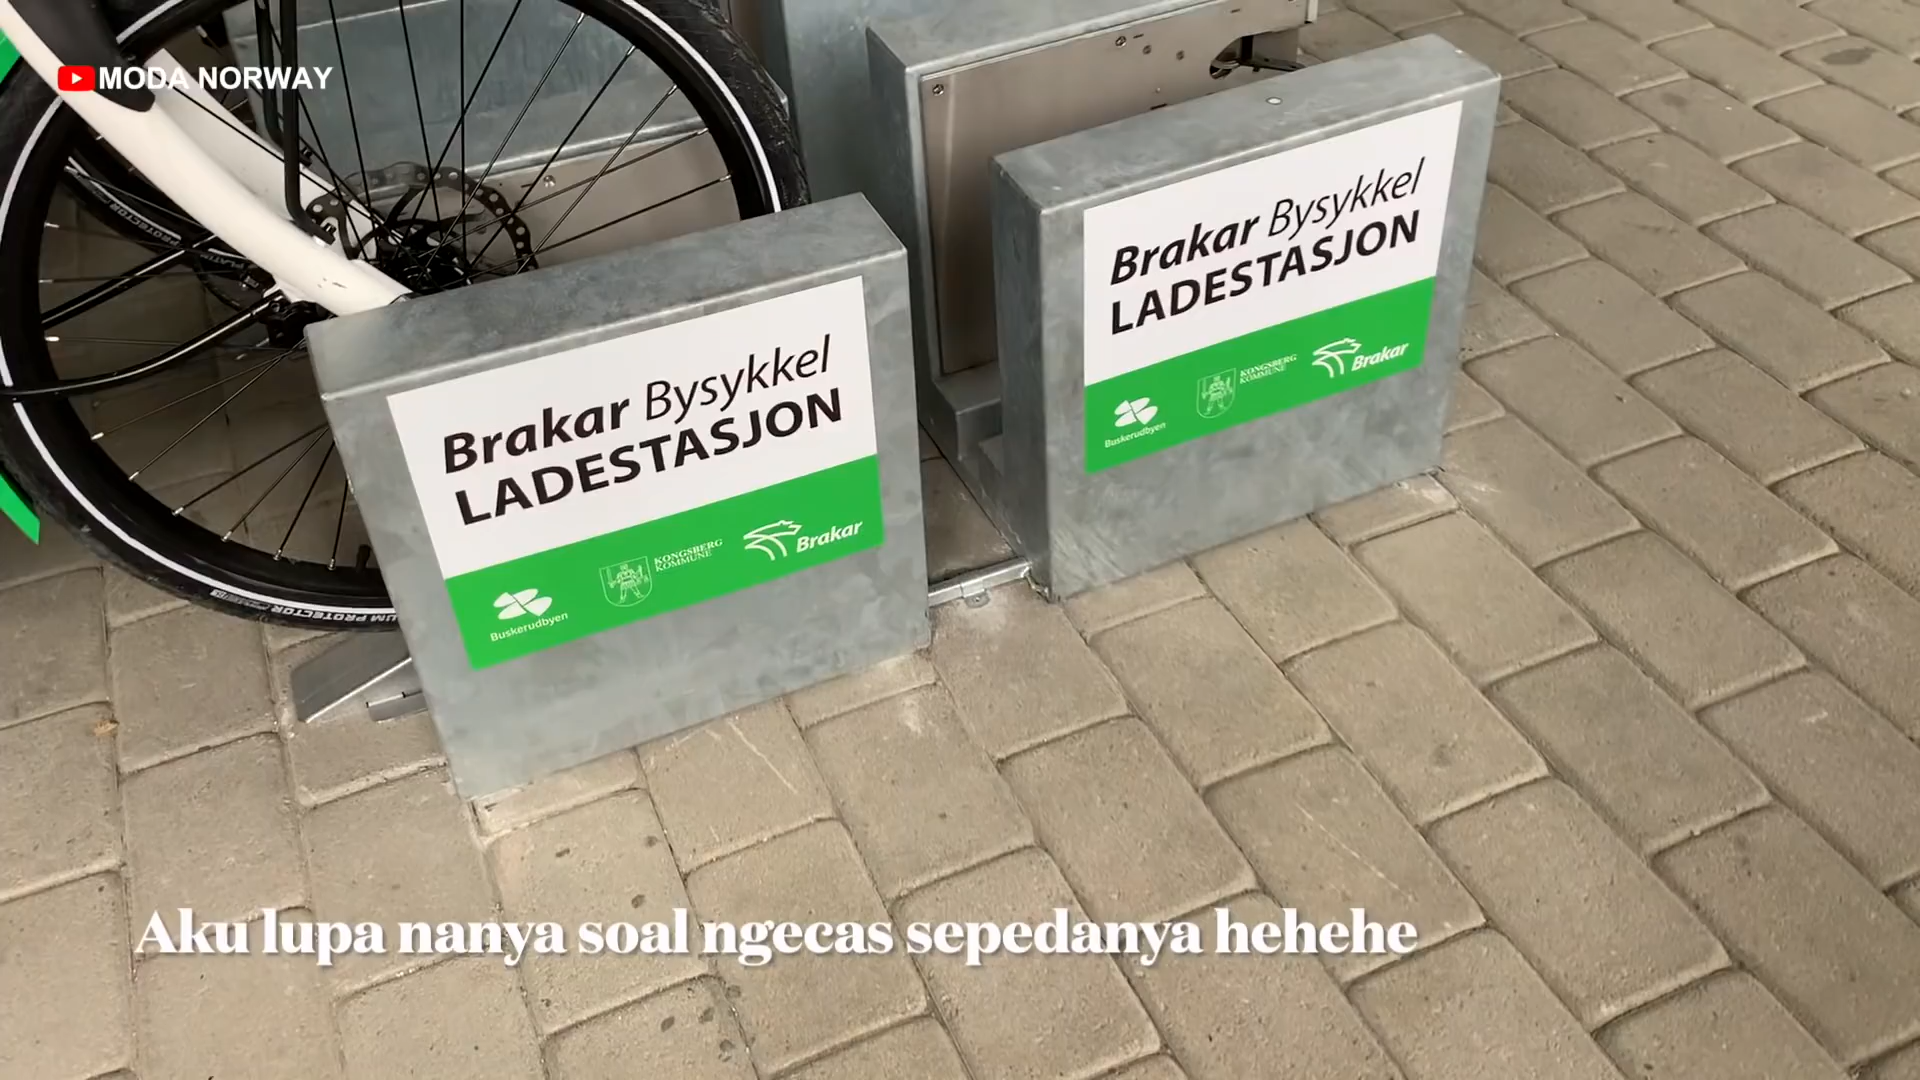 MODA NORWAY
Brakar Bysykkel
LADESTASJON
Buskerudbyen
KONGSBERG
KOMMUNE
Brakar
Brakar Bysykkel
LADESTASJON
Buskerudbyen
KONGSBERG
KOMMUNE
Brakar
Aku lupa nanya soal ngecas sepedanya hehehe